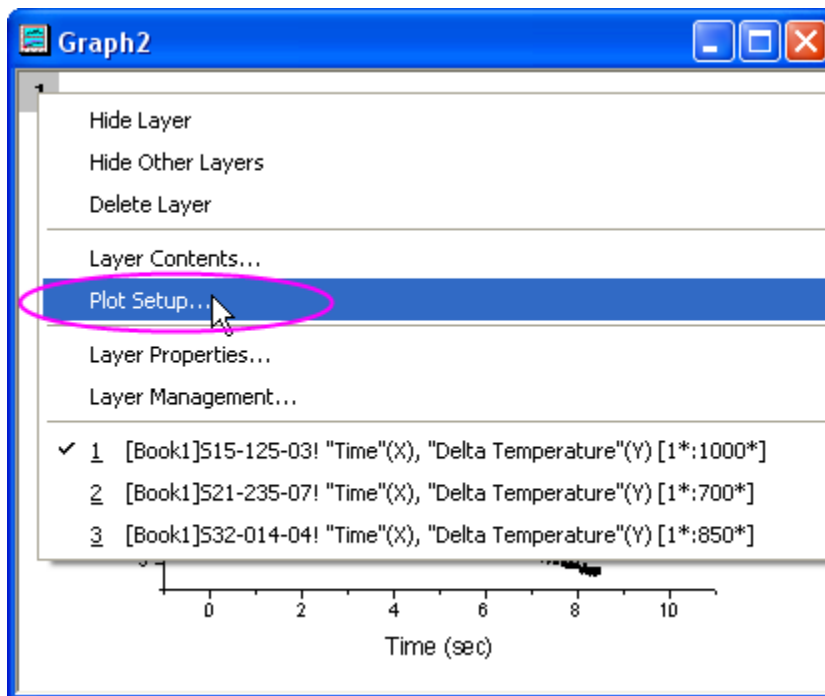 Graph2
1
Hide Layer
Hide Other Layers
Delete Layer
Layer Contents...
Plot Setup...
Layer Properties...
Layer Management...
1 [Book1]S15-125-03! "Time"(X), "Delta Temperature"(Y) [1*:1000*]
2 [Book1]S21-235-07! "Time"(X), "Delta Temperature"(Y) [1*:700*]
3 [Book1]S32-014-04! "Time"(X), "Delta Temperature"(Y) [1*:850*]
0 2 4 6 8 10
Time (sec)